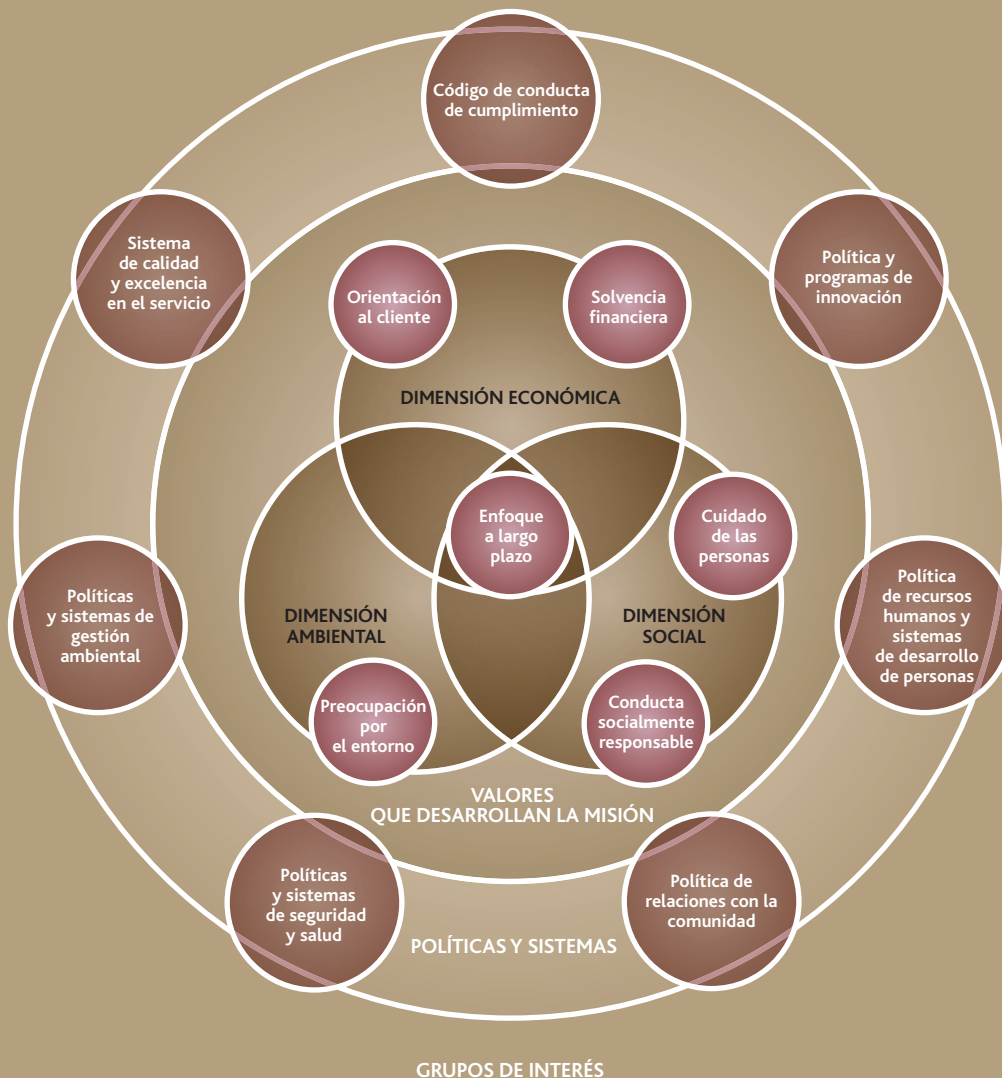 Código de conducta
de cumplimiento
Sistema
de calidad
y excelencia
en el servicio
Política y
programas de
innovación
Orientación
al cliente
Solvencia
financiera
DIMENSIÓN ECONÓMICA
Enfoque
a largo
plazo
Cuidado
de las
personas
Políticas
y sistemas de
gestión
ambiental
DIMENSIÓN
AMBIENTAL
DIMENSIÓN
SOCIAL
Política
de recursos
humanos y
sistemas
de desarrollo
de personas
Preocupación
por
el entorno
Conducta
socialmente
responsable
VALORES
QUE DESARROLLAN LA MISIÓN
Políticas
y sistemas
de seguridad
y salud
Política de
relaciones con la
comunidad
POLÍTICAS Y SISTEMAS
GRUPOS DE INTERÉS